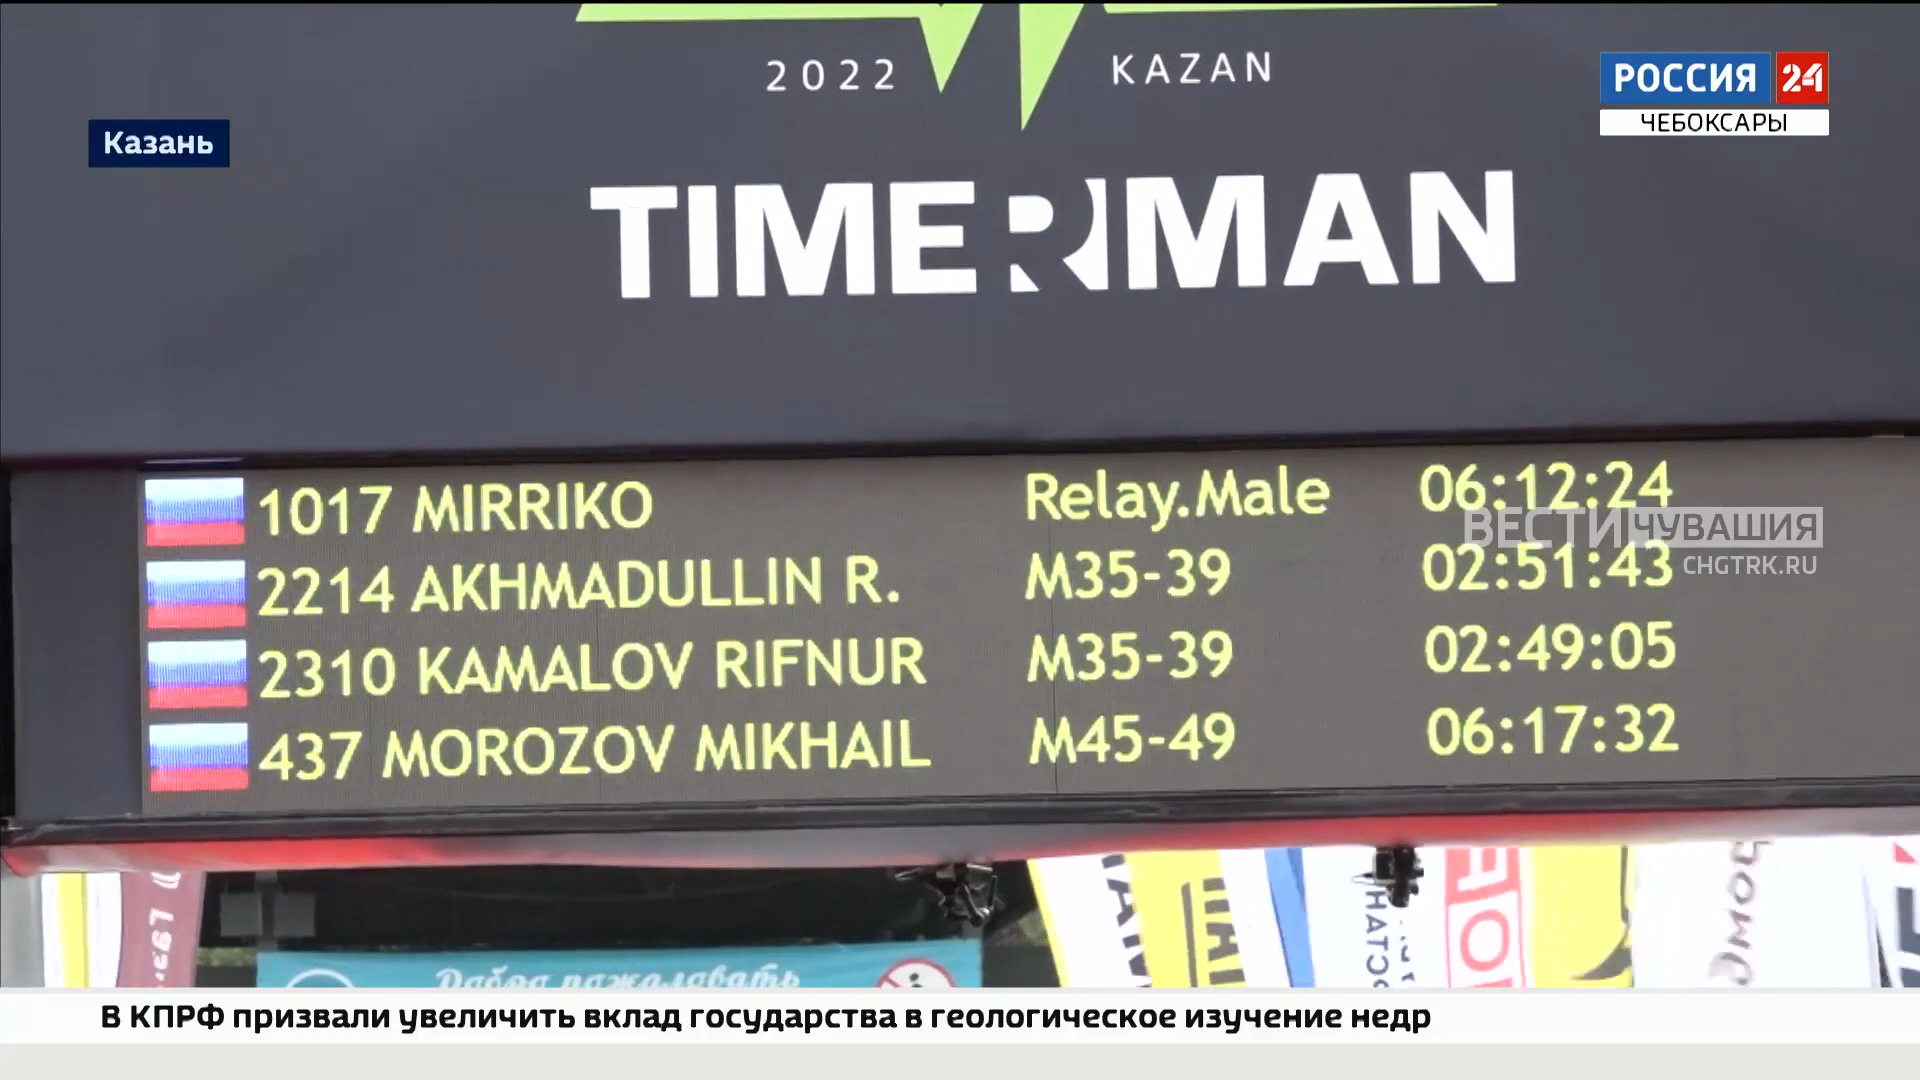 2022 KAZAN
РОССИЯ 24
ЧЕБОКСАРЫ
Казань
TIMERMAN
1017 MIRRIKO Relay.Male 06:12:24
ВЕСТИ ЧУВАШИЯ
2214 AKHMADULLIN R. M35-39 02:51:43
CHGTRK.RU
2310 KAMALOV RIFNUR M35-39 02:49:05
437 MOROZOV MIKHAIL M45-49 06:17:32
Добро пожаловать
В КПРФ призвали увеличить вклад государства в геологическое изучение недр